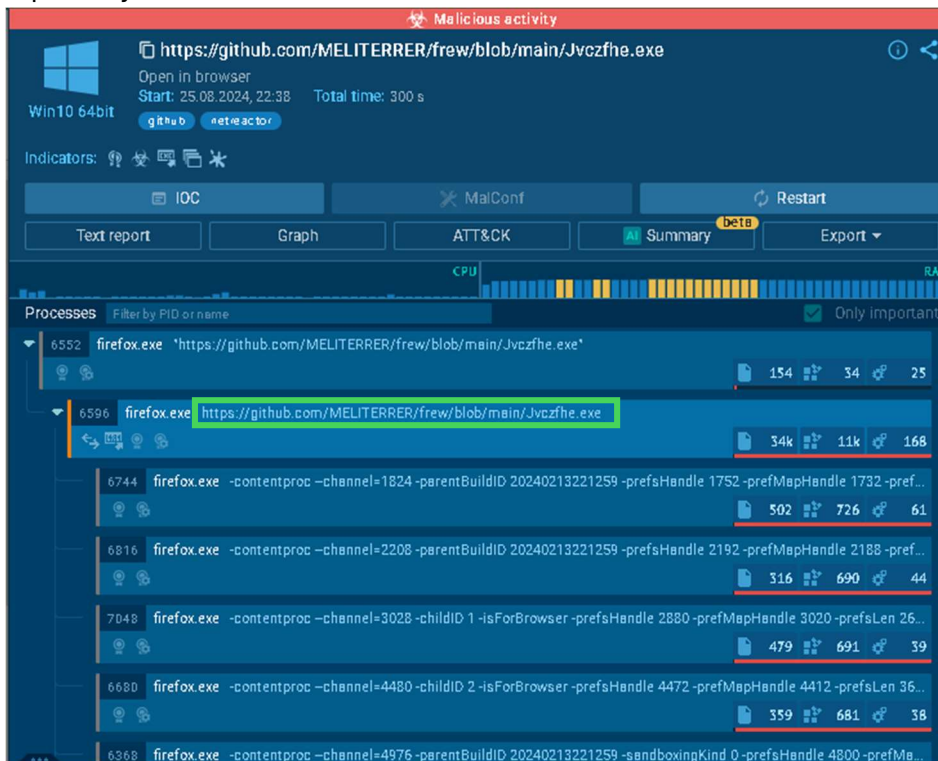 Malicious activity
https://github.com/MELITERRER/frew/blob/main/Jvczfhe.exe
Open in browser
Win10 64bit
Start: 25.08.2024, 22:38 Total time: 300 s
github netreactor
Indicators:
IOC MalConf Restart
Text report Graph ATT&CK AI Summary beta Export
CPU RA
Processes Filter by PID or name Only important
6552 firefox.exe "https://github.com/MELITERRER/frew/blob/main/Jvczfhe.exe"
154 34 25
6596 firefox.exe https://github.com/MELITERRER/frew/blob/main/Jvczfhe.exe
34k 11k 168
6744 firefox.exe -contentproc --channel=1824 -parentBuildID 20240213221259 -prefsHandle 1752 -prefMapHandle 1732 -pref...
502 726 61
6816 firefox.exe -contentproc --channel=2208 -parentBuildID 20240213221259 -prefsHandle 2192 -prefMapHandle 2188 -pref...
316 690 44
7048 firefox.exe -contentproc --channel=3028 -childID 1 -isForBrowser -prefsHandle 2880 -prefMapHandle 3020 -prefsLen 26...
479 691 39
6680 firefox.exe -contentproc --channel=4480 -childID 2 -isForBrowser -prefsHandle 4472 -prefMapHandle 4412 -prefsLen 36...
359 681 38
6368 firefox.exe -contentproc --channel=4976 -parentBuildID 20240213221259 -sandboxingKind 0 -prefsHandle 4800 -prefMa...